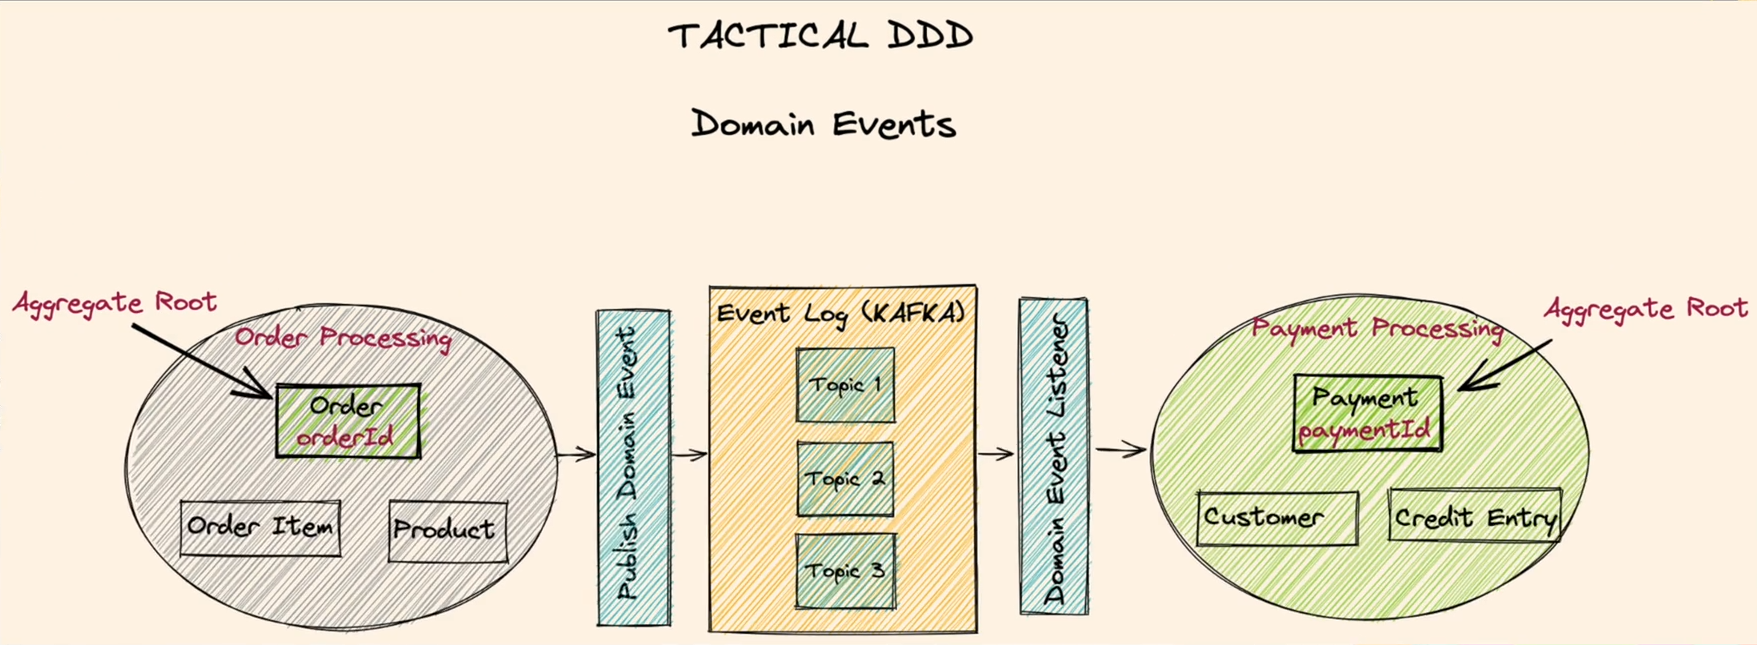 TACTICAL DDD
Domain Events
Aggregate Root
Order Processing
Order
orderId
Order Item
Product
Publish Domain Event
Event Log (KAFKA)
Topic 1
Topic 2
Topic 3
Domain Event Listener
Aggregate Root
Payment Processing
Payment
paymentId
Customer
Credit Entry